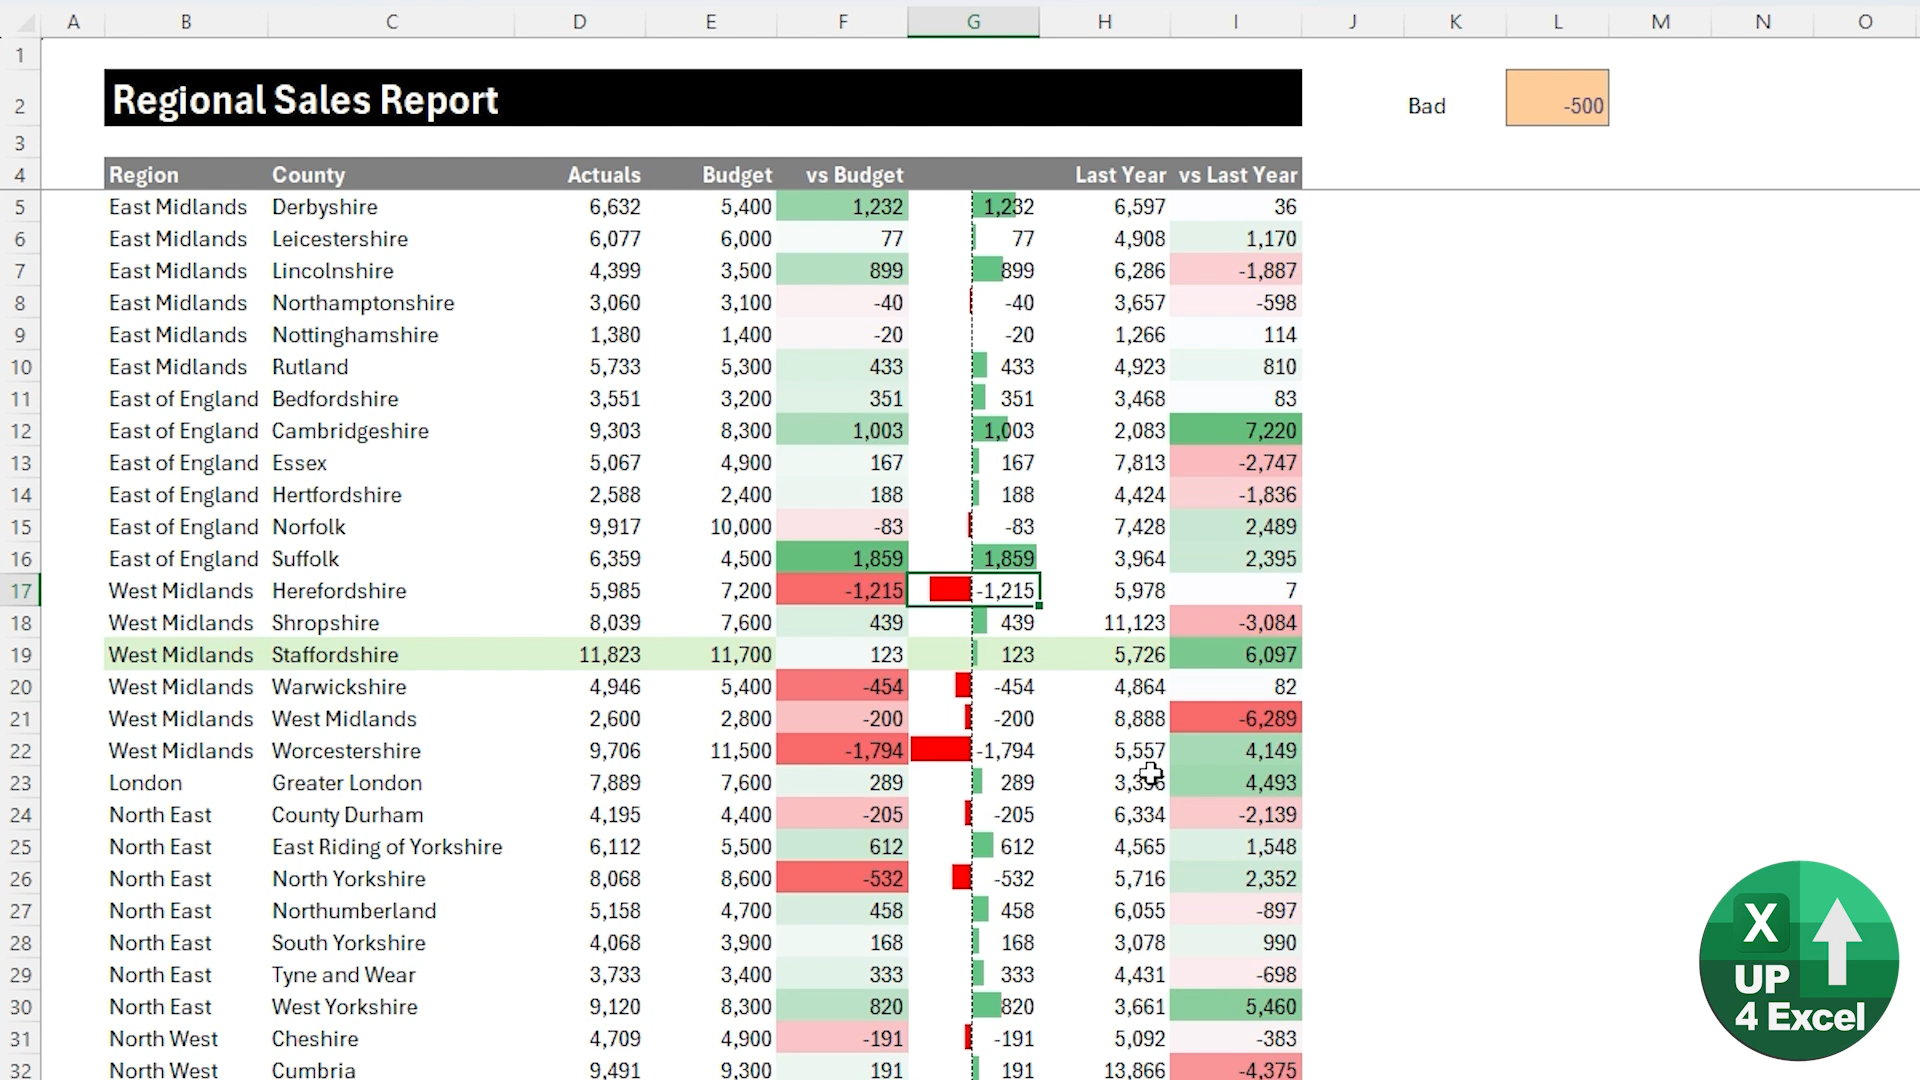 A B C D E F G H I J K L M N O
1
2 Regional Sales Report Bad -500
3
4 Region County Actuals Budget vs Budget Last Year vs Last Year
5 East Midlands Derbyshire 6,632 5,400 1,232 1,232 6,597 36
6 East Midlands Leicestershire 6,077 6,000 77 77 4,908 1,170
7 East Midlands Lincolnshire 4,399 3,500 899 899 6,286 -1,887
8 East Midlands Northamptonshire 3,060 3,100 -40 -40 3,657 -598
9 East Midlands Nottinghamshire 1,380 1,400 -20 -20 1,266 114
10 East Midlands Rutland 5,733 5,300 433 433 4,923 810
11 East of England Bedfordshire 3,551 3,200 351 351 3,468 83
12 East of England Cambridgeshire 9,303 8,300 1,003 1,003 2,083 7,220
13 East of England Essex 5,067 4,900 167 167 7,813 -2,747
14 East of England Hertfordshire 2,588 2,400 188 188 4,424 -1,836
15 East of England Norfolk 9,917 10,000 -83 -83 7,428 2,489
16 East of England Suffolk 6,359 4,500 1,859 1,859 3,964 2,395
17 West Midlands Herefordshire 5,985 7,200 -1,215 -1,215 5,978 7
18 West Midlands Shropshire 8,039 7,600 439 439 11,123 -3,084
19 West Midlands Staffordshire 11,823 11,700 123 123 5,726 6,097
20 West Midlands Warwickshire 4,946 5,400 -454 -454 4,864 82
21 West Midlands West Midlands 2,600 2,800 -200 -200 8,888 -6,289
22 West Midlands Worcestershire 9,706 11,500 -1,794 -1,794 5,557 4,149
23 London Greater London 7,889 7,600 289 289 4,493
24 North East County Durham 4,195 4,400 -205 -205 6,334 -2,139
25 North East East Riding of Yorkshire 6,112 5,500 612 612 4,565 1,548
26 North East North Yorkshire 8,068 8,600 -532 -532 5,716 2,352
27 North East Northumberland 5,158 4,700 458 458 6,055 -897
28 North East South Yorkshire 4,068 3,900 168 168 3,078 990
29 North East Tyne and Wear 3,733 3,400 333 333 4,431 -698
30 North East West Yorkshire 9,120 8,300 820 820 3,661 5,460
31 North West Cheshire 4,709 4,900 -191 -191 5,092 -383
32 North West Cumbria 9,491 9,300 191 191 13,866 -4,375
X
UP
4 Excel